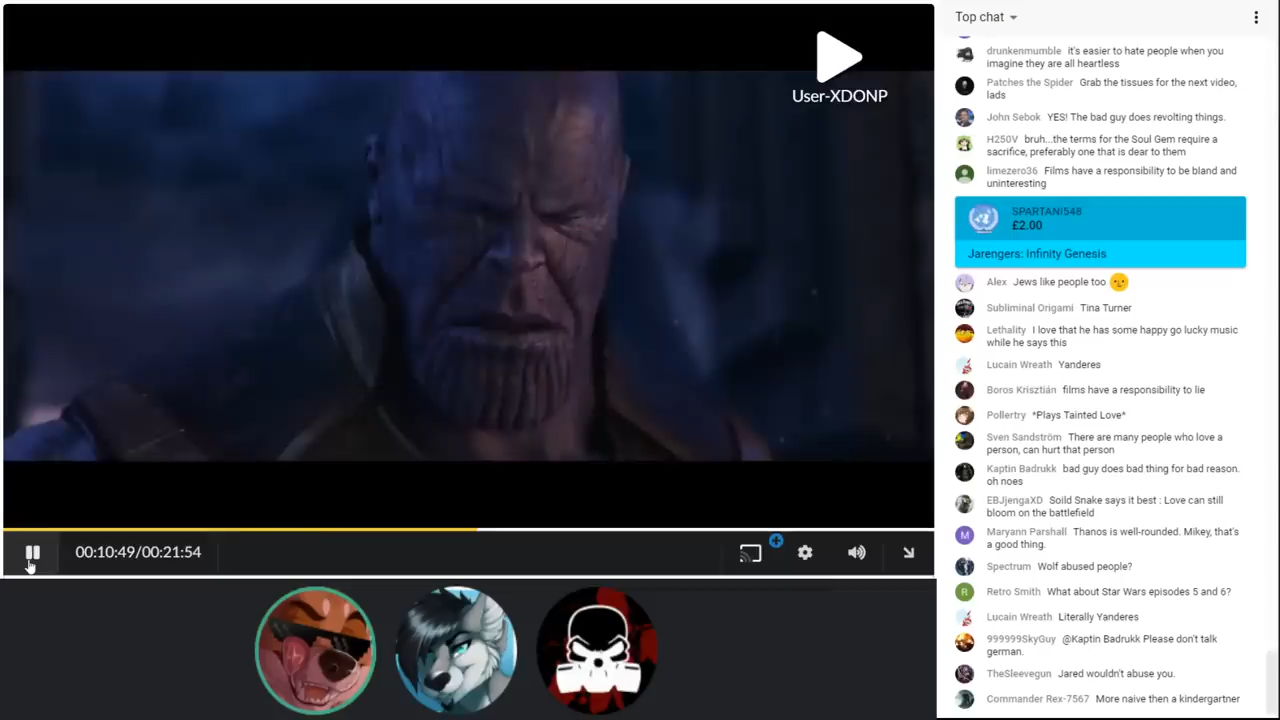 User-XDONP
00:10:49/00:21:54
Top chat
drunkenmumble it's easier to hate people when you
imagine they are all heartless
Patches the Spider Grab the tissues for the next video,
lads
John Sebok YES! The bad guy does revolting things.
H250V bruh...the terms for the Soul Gem require a
sacrifice, preferably one that is dear to them
limezero36 Films have a responsibility to be bland and
uninteresting
SPARTANI548
£2.00
Jarengers: Infinity Genesis
Alex Jews like people too
Subliminal Origami Tina Turner
Lethality I love that he has some happy go lucky music
while he says this
Lucain Wreath Yanderes
Boros Krisztián films have a responsibility to lie
Pollertry *Plays Tainted Love*
Sven Sandström There are many people who love a
person, can hurt that person
Kaptin Badrukk bad guy does bad thing for bad reason.
oh noes
EBJjengaXD Soild Snake says it best : Love can still
bloom on the battlefield
M
Maryann Parshall Thanos is well-rounded. Mikey, that's
a good thing.
Spectrum Wolf abused people?
R
Retro Smith What about Star Wars episodes 5 and 6?
Lucain Wreath Literally Yanderes
999999SkyGuy @Kaptin Badrukk Please don't talk
german.
TheSleevegun Jared wouldn't abuse you.
Commander Rex-7567 More naive then a kindergartner